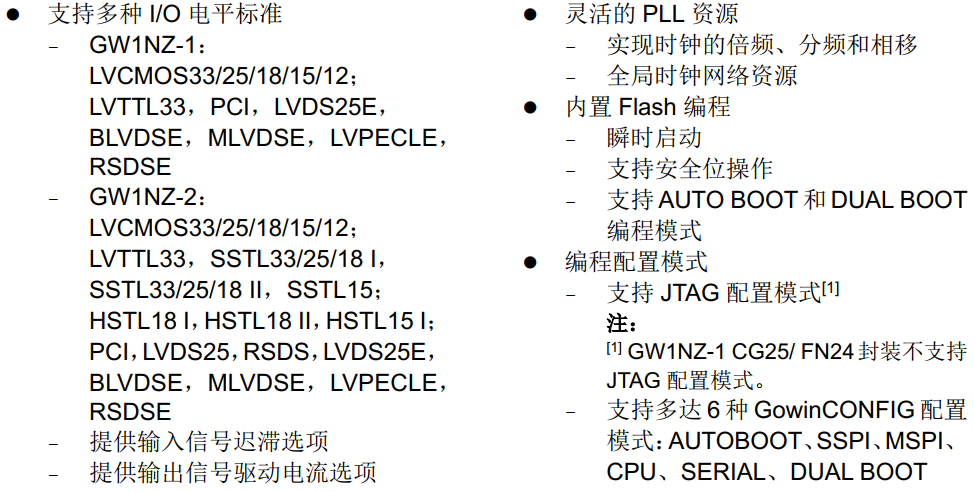 ● 支持多种 I/O 电平标准
– GW1NZ-1：
LVCMOS33/25/18/15/12；
LVTTL33，PCI，LVDS25E，
BLVDSE，MLVDSE，LVPECLE，
RSDSE
– GW1NZ-2：
LVCMOS33/25/18/15/12；
LVTTL33，SSTL33/25/18 I，
SSTL33/25/18 II，SSTL15；
HSTL18 I，HSTL18 II，HSTL15 I；
PCI，LVDS25，RSDS，LVDS25E，
BLVDSE，MLVDSE，LVPECLE，
RSDSE
– 提供输入信号迟滞选项
– 提供输出信号驱动电流选项
● 灵活的 PLL 资源
– 实现时钟的倍频、分频和相移
– 全局时钟网络资源
● 内置 Flash 编程
– 瞬时启动
– 支持安全位操作
– 支持 AUTO BOOT 和 DUAL BOOT
编程模式
● 编程配置模式
– 支持 JTAG 配置模式[1]
注：
[1] GW1NZ-1 CG25/ FN24 封装不支持
JTAG 配置模式。
– 支持多达 6 种 GowinCONFIG 配置
模式：AUTOBOOT、SSPI、MSPI、
CPU、SERIAL、DUAL BOOT